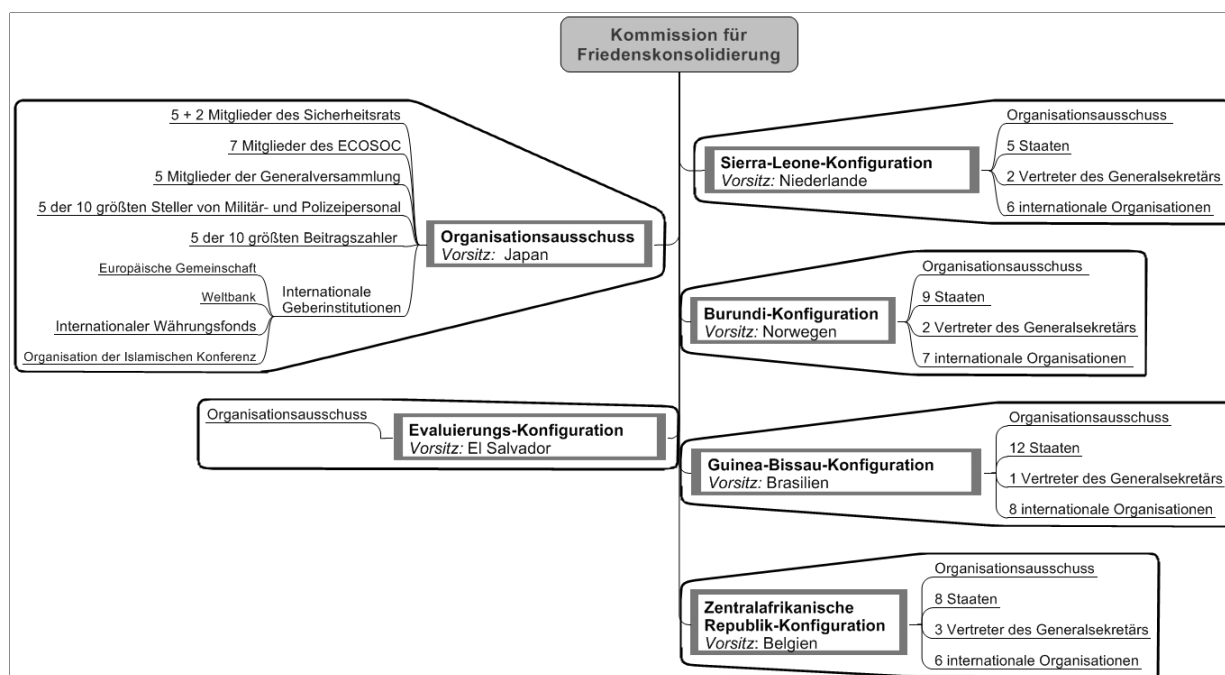 Kommission für
Friedenskonsolidierung
5 + 2 Mitglieder des Sicherheitsrats
7 Mitglieder des ECOSOC
5 Mitglieder der Generalversammlung
5 der 10 größten Steller von Militär- und Polizeipersonal
5 der 10 größten Beitragszahler
Europäische Gemeinschaft
Weltbank
Internationaler Währungsfonds
Organisation der Islamischen Konferenz
Internationale
Geberinstitutionen
Organisationsausschuss
Vorsitz: Japan
Organisationsausschuss
Evaluierungs-Konfiguration
Vorsitz: El Salvador
Sierra-Leone-Konfiguration
Vorsitz: Niederlande
Organisationsausschuss
5 Staaten
2 Vertreter des Generalsekretärs
6 internationale Organisationen
Burundi-Konfiguration
Vorsitz: Norwegen
Organisationsausschuss
9 Staaten
2 Vertreter des Generalsekretärs
7 internationale Organisationen
Guinea-Bissau-Konfiguration
Vorsitz: Brasilien
Organisationsausschuss
12 Staaten
1 Vertreter des Generalsekretärs
8 internationale Organisationen
Zentralafrikanische
Republik-Konfiguration
Vorsitz: Belgien
Organisationsausschuss
8 Staaten
3 Vertreter des Generalsekretärs
6 internationale Organisationen